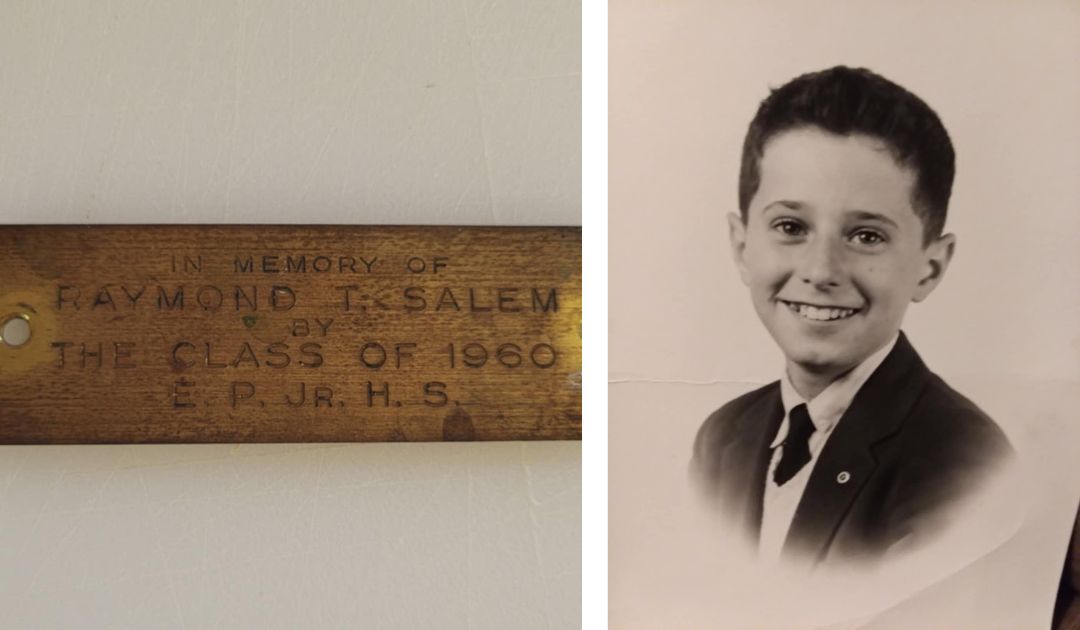 IN MEMORY OF
RAYMOND T. SALEM
BY
THE CLASS OF 1960
E. P. JR. H. S.